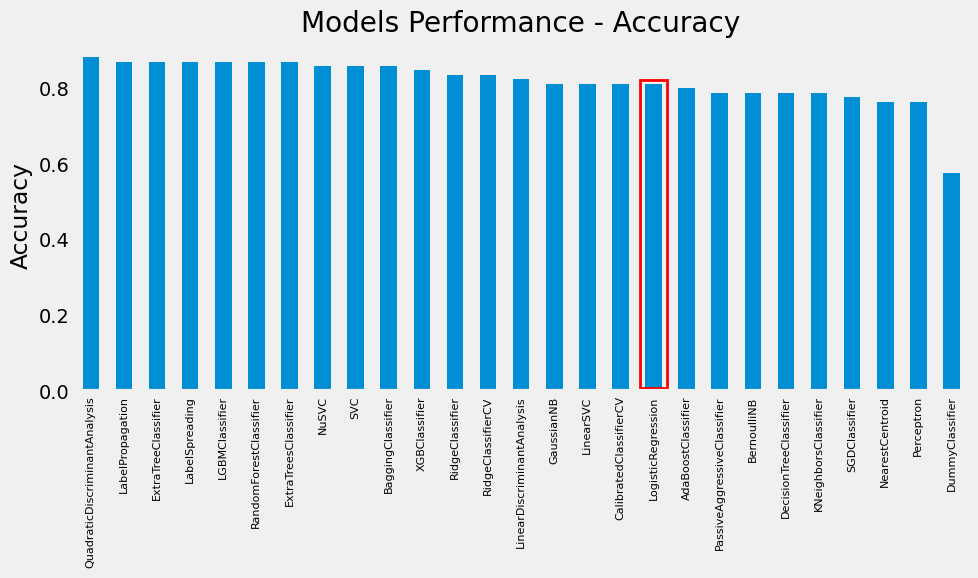 Models Performance - Accuracy
Accuracy
0.8
0.6
0.4
0.2
0.0
QuadraticDiscriminantAnalysis
LabelPropagation
ExtraTreeClassifier
LabelSpreading
LGBMClassifier
RandomForestClassifier
ExtraTreesClassifier
NuSVC
SVC
BaggingClassifier
XGBClassifier
RidgeClassifier
RidgeClassifierCV
LinearDiscriminantAnalysis
GaussianNB
LinearSVC
CalibratedClassifierCV
LogisticRegression
AdaBoostClassifier
PassiveAggressiveClassifier
BernoulliNB
DecisionTreeClassifier
KNeighborsClassifier
SGDClassifier
NearestCentroid
Perceptron
DummyClassifier